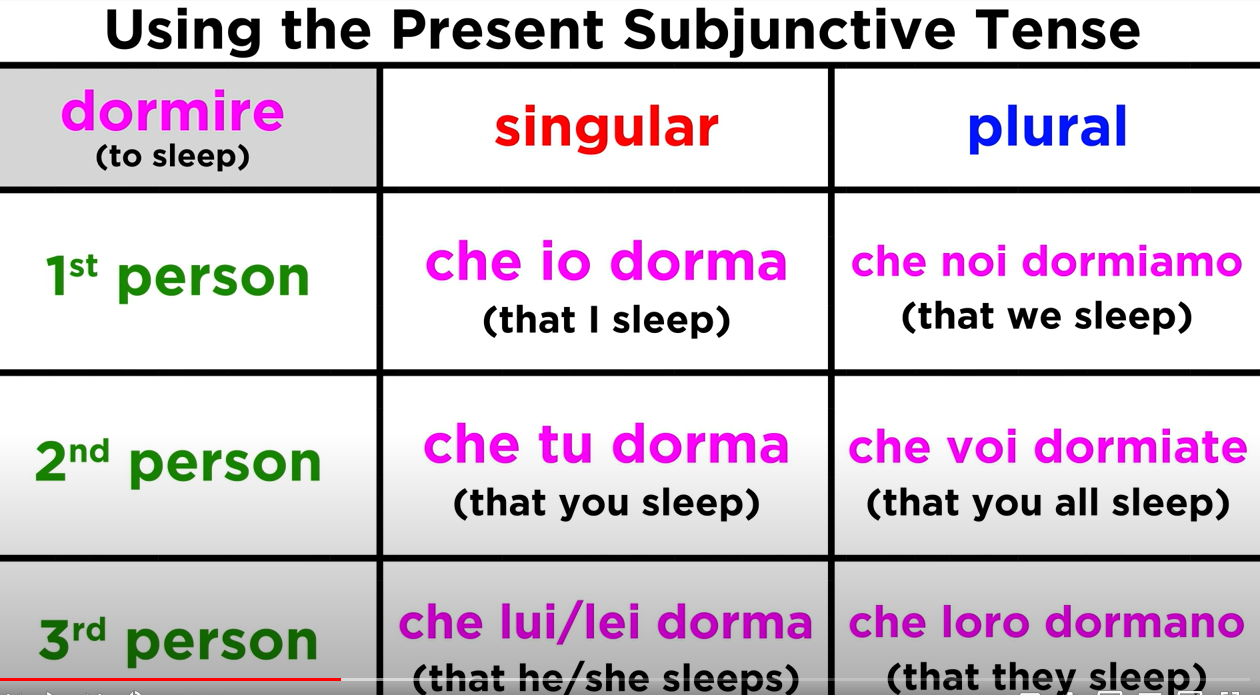 Using the Present Subjunctive Tense
dormire
(to sleep)
singular
plural
1st person
che io dorma
(that I sleep)
che noi dormiamo
(that we sleep)
2nd person
che tu dorma
(that you sleep)
che voi dormiate
(that you all sleep)
3rd person
che lui/lei dorma
(that he/she sleeps)
che loro dormano
(that they sleep)